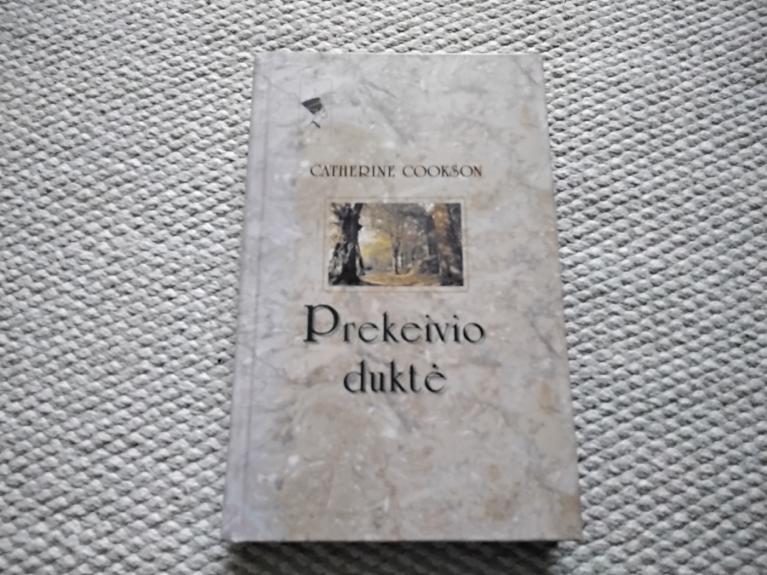 CATHERINE COOKSON
Prekeivio
duktė